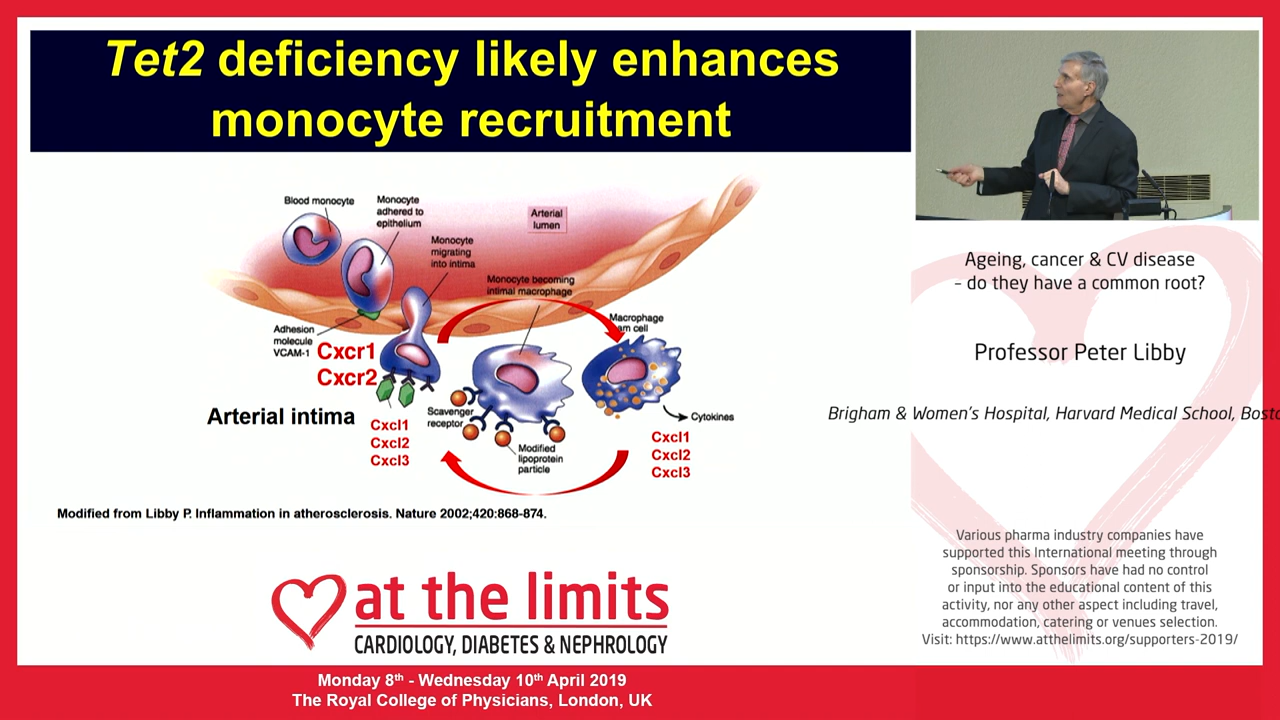 Tet2 deficiency likely enhances
monocyte recruitment
Blood monocyte
Monocyte
adhered to
epithelium
Arterial
lumen
Monocyte
migrating
into intima
Monocyte becoming
intimal macrophage
Adhesion
molecule
VCAM-1
Cxcr1
Cxcr2
Macrophage
am cell
Arterial intima
Cxcl1
Cxcl2
Cxcl3
Scavenger
receptor
Modified
lipoprotein
particle
Cytokines
Cxcl1
Cxcl2
Cxcl3
Modified from Libby P. Inflammation in atherosclerosis. Nature 2002;420:868-874.
at the limits
CARDIOLOGY, DIABETES & NEPHROLOGY
Monday 8th - Wednesday 10th April 2019
The Royal College of Physicians, London, UK
Ageing, cancer & CV disease
– do they have a common root?
Professor Peter Libby
Brigham & Women's Hospital, Harvard Medical School, Bosto
Various pharma industry companies have
supported this International meeting through
sponsorship. Sponsors have had no control
or input into the educational content of this
activity, nor any other aspect including travel,
accommodation, catering or venues selection.
Visit: https://www.atthelimits.org/supporters-2019/